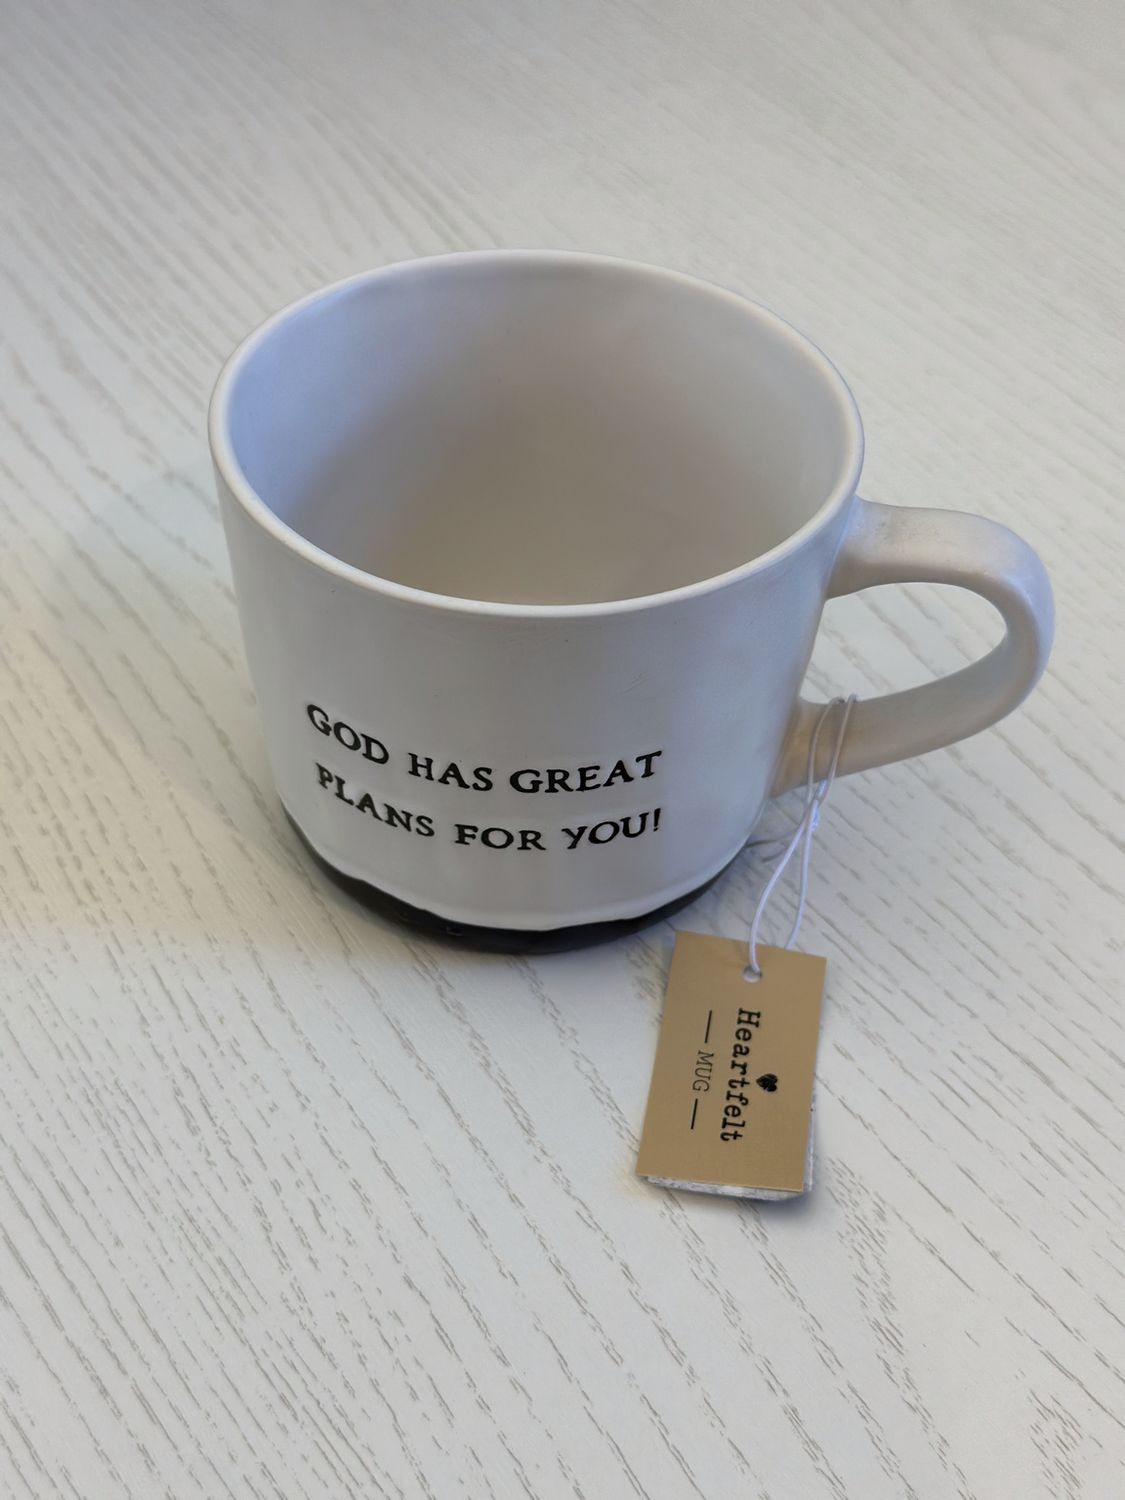 GOD HAS GREAT
PLANS FOR YOU!
Heartfelt
— MUG —